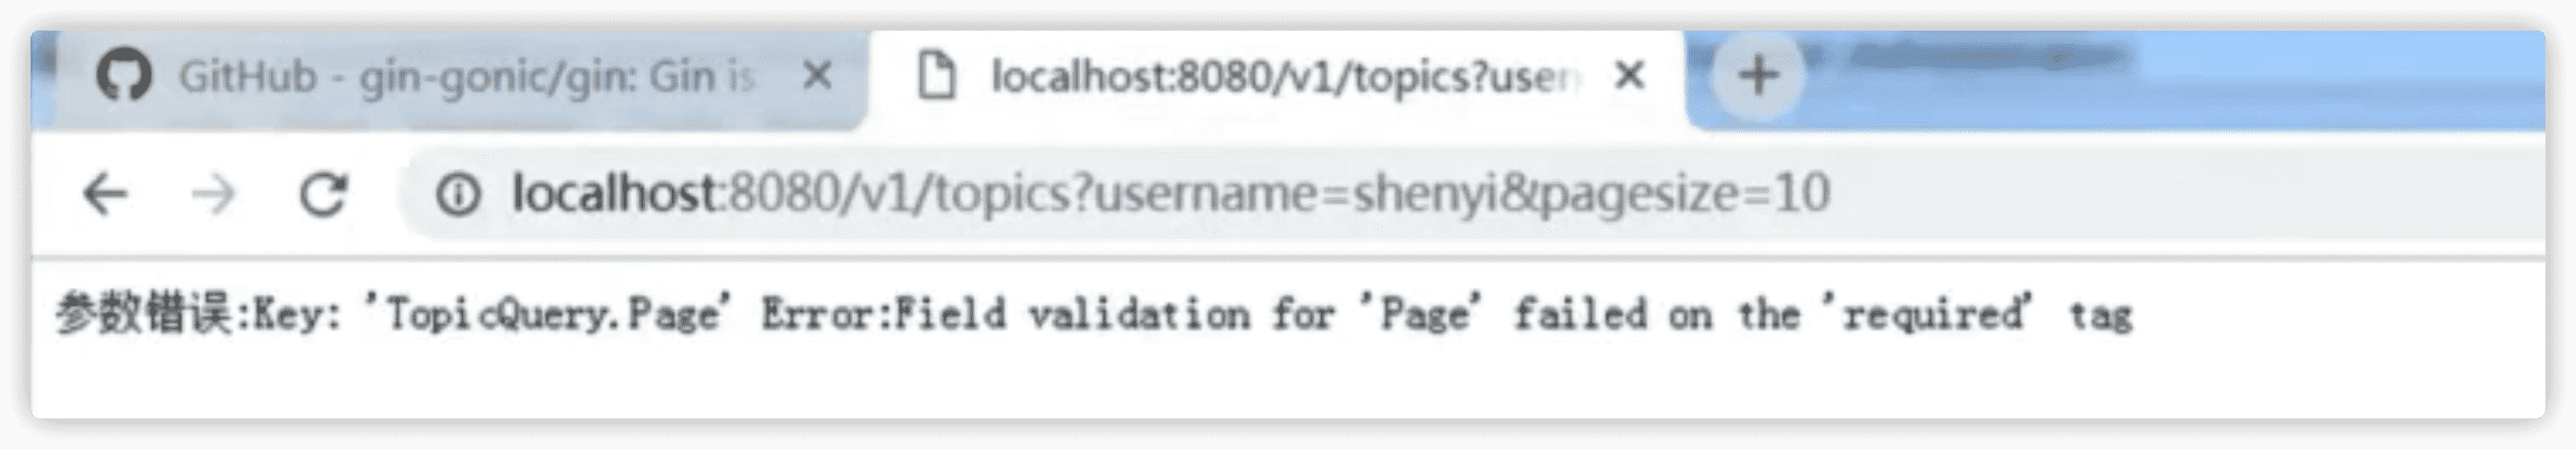 GitHub - gin-gonic/gin: Gin is
localhost:8080/v1/topics?user
localhost:8080/v1/topics?username=shenyi&pagesize=10
参数错误:Key: 'TopicQuery.Page' Error:Field validation for 'Page' failed on the 'required' tag